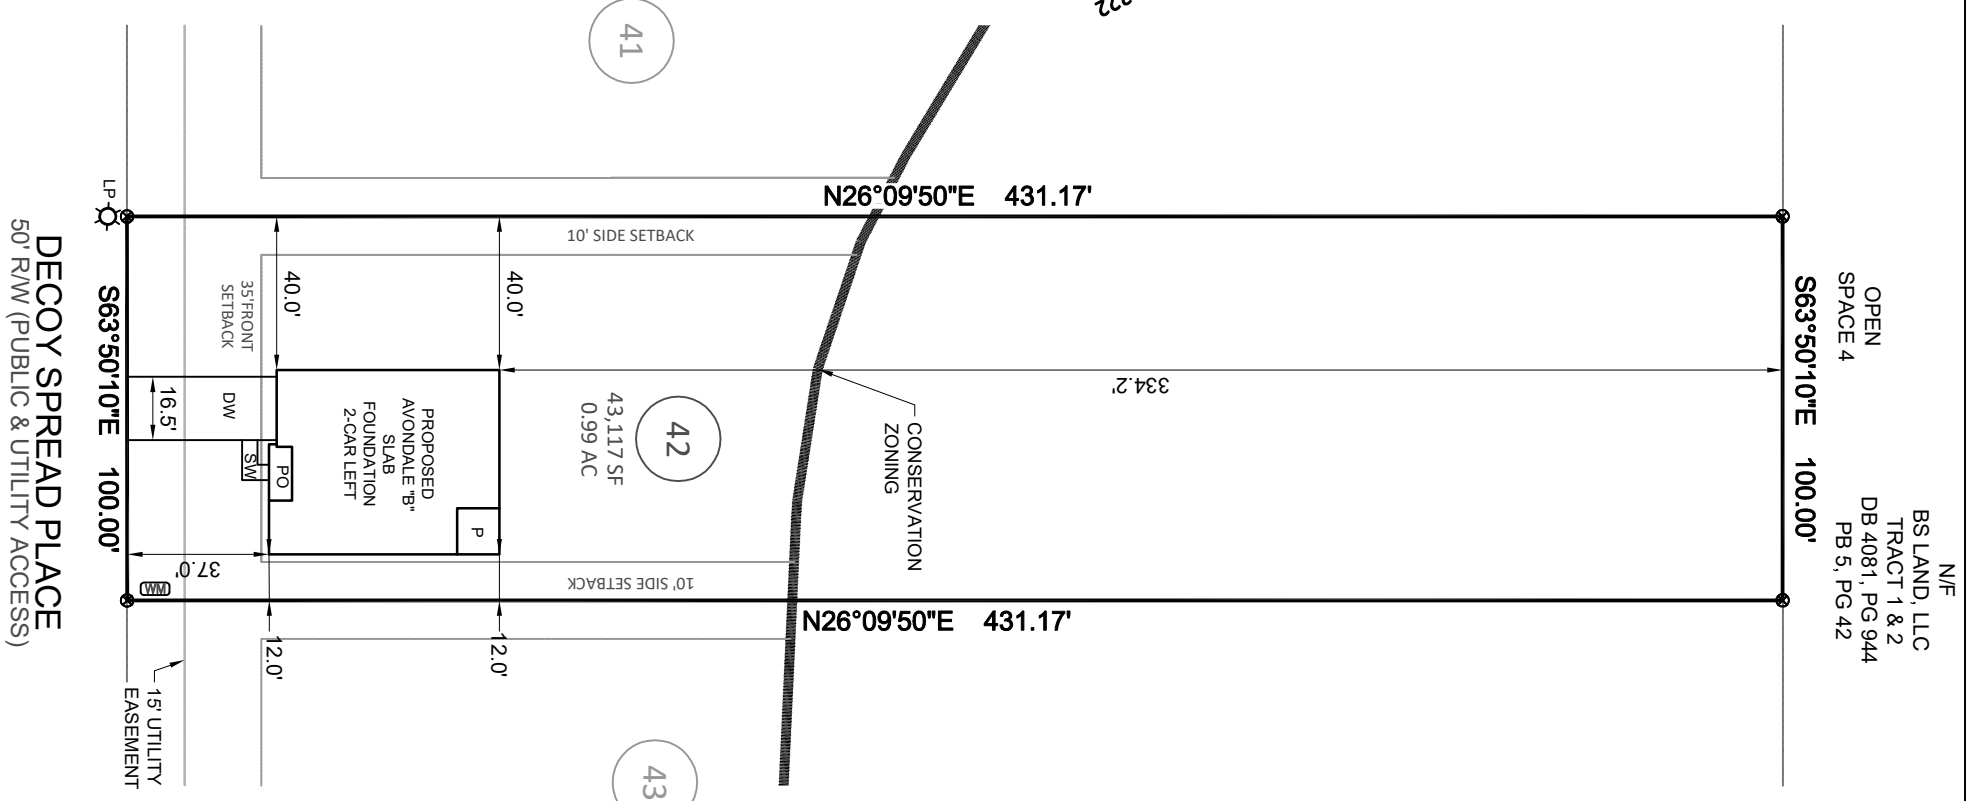 41
LP
N26°09'50"E 431.17'
10' SIDE SETBACK
40.0'
40.0'
35'FRONT
SETBACK
S63°50'10"E 100.00'
DECOY SPREAD PLACE
50' R/W (PUBLIC & UTILITY ACCESS)
16.5'
DW
SW
PO
PROPOSED
AVONDALE "B"
SLAB
FOUNDATION
2-CAR LEFT
P
42
43,117 SF
0.99 AC
CONSERVATION
ZONING
334.2'
S63°50'10"E 100.00'
OPEN
SPACE 4
N/F
BS LAND, LLC
TRACT 1 & 2
DB 4081, PG 944
PB 5, PG 42
37.0'
WM
10' SIDE SETBACK
N26°09'50"E 431.17'
12.0'
12.0'
15' UTILITY
EASEMENT
43